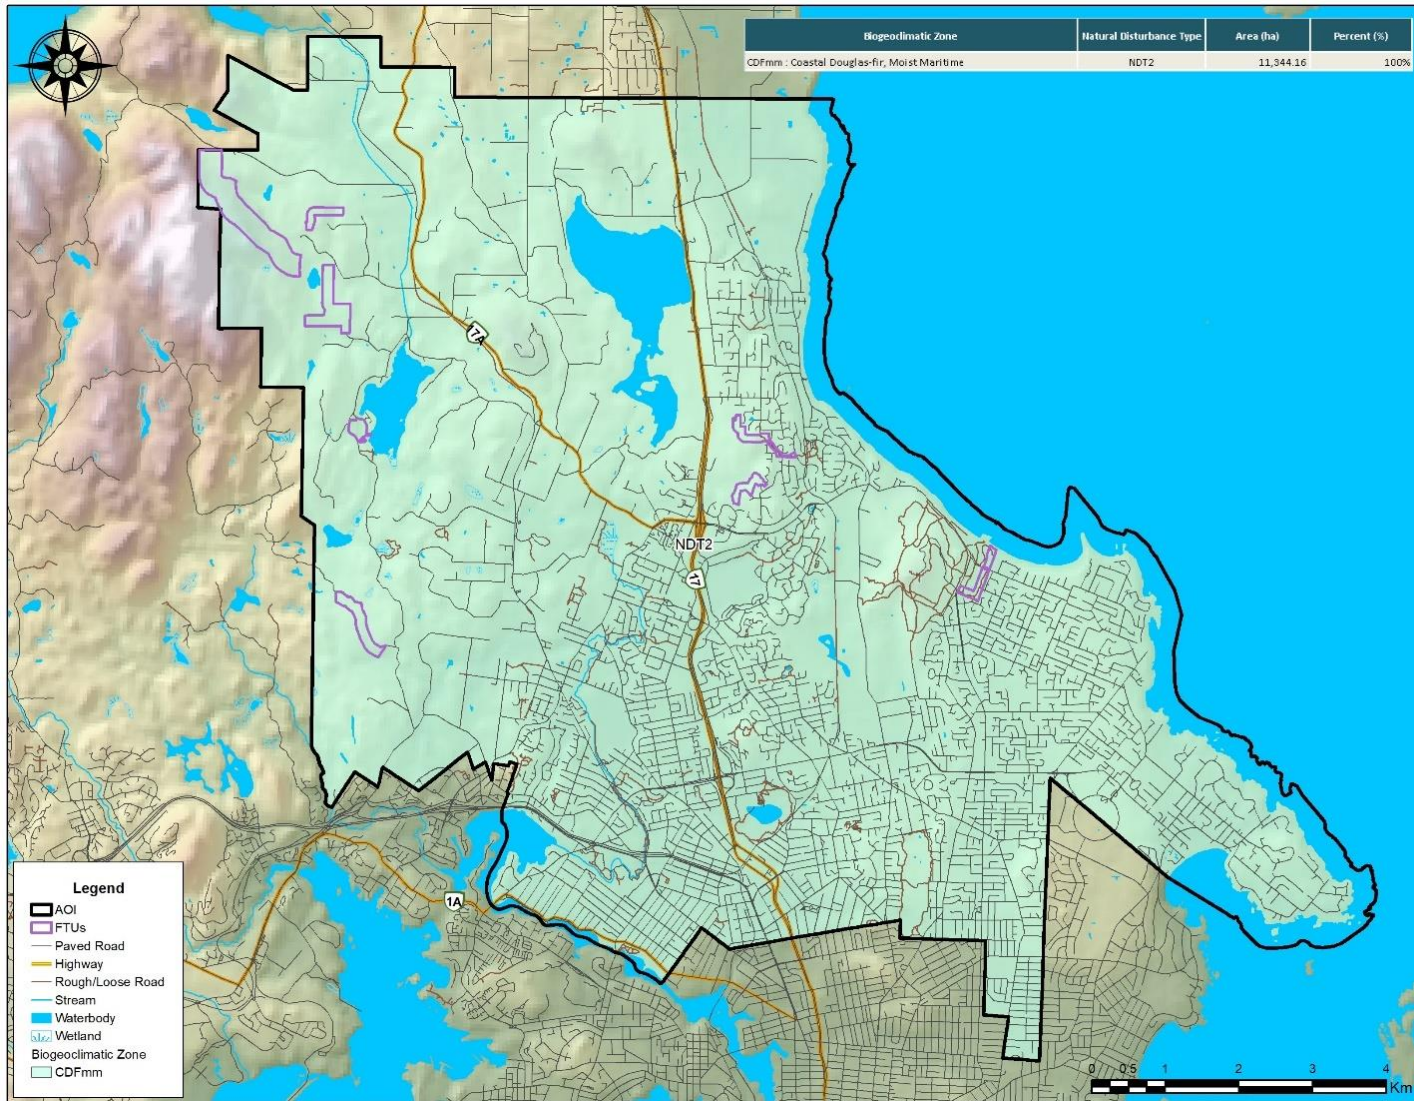 Biogeoclimatic Zone Natural Disturbance Type Area (ha) Percent (%)
CDFmm : Coastal Douglas-fir, Moist Maritime NDT2 11,344.16 100%
17A
NDT2
17
1A
Legend
AOI
FTUs
Paved Road
Highway
Rough/Loose Road
Stream
Waterbody
Wetland
Biogeoclimatic Zone
CDFmm
0 0.5 1 2 3 4
Km